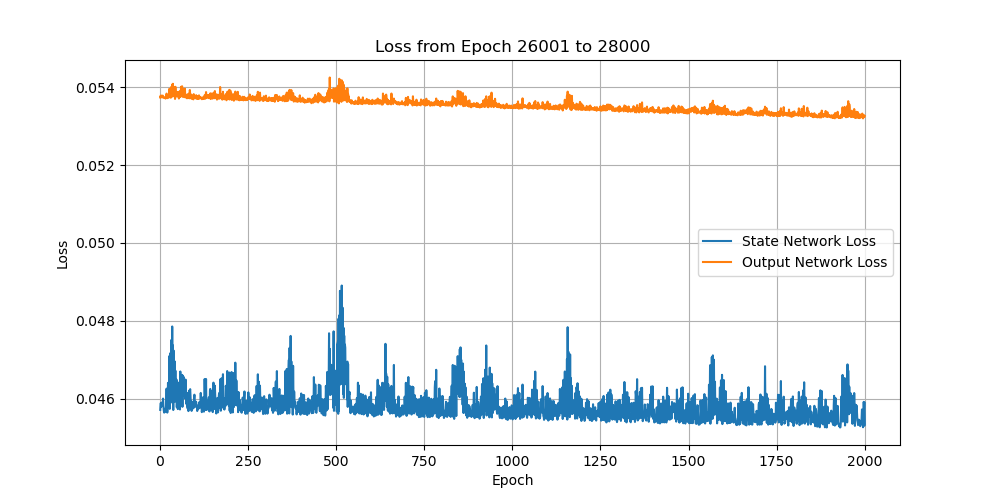 Loss from Epoch 26001 to 28000
0.054
0.052
0.050
0.048
0.046
Loss
State Network Loss
Output Network Loss
0 250 500 750 1000 1250 1500 1750 2000
Epoch